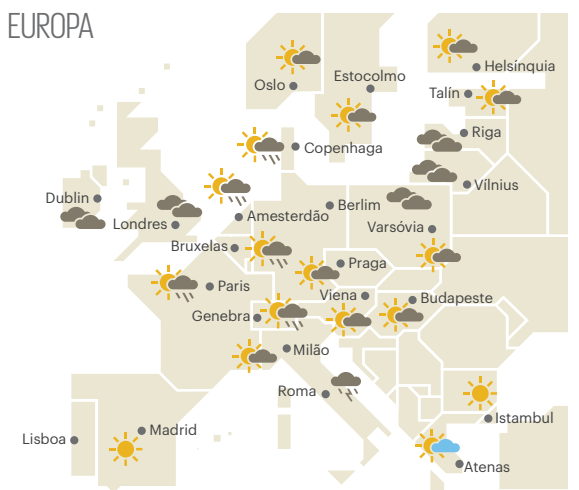 EUROPA
Helsínquia
Estocolmo
Oslo
Talín
Riga
Copenhaga
Vílnius
Dublin
Berlim
Amesterdão
Londres
Varsóvia
Bruxelas
Praga
Paris
Viena
Budapeste
Genebra
Milão
Roma
Istambul
Madrid
Lisboa
Atenas